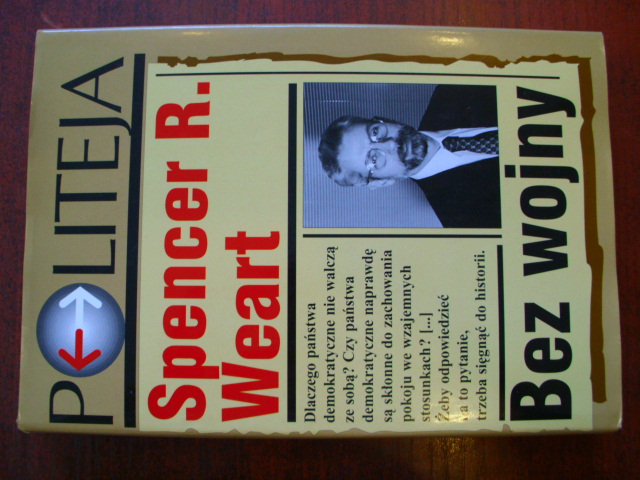 POLITEJA
Spencer R.
Weart
Dlaczego państwa
demokratyczne nie walczą
ze sobą? Czy państwa
demokratyczne naprawdę
są skłonne do zachowania
pokoju we wzajemnych
stosunkach? [...]
Żeby odpowiedzieć
na to pytanie,
trzeba sięgnąć do historii.
Bez wojny